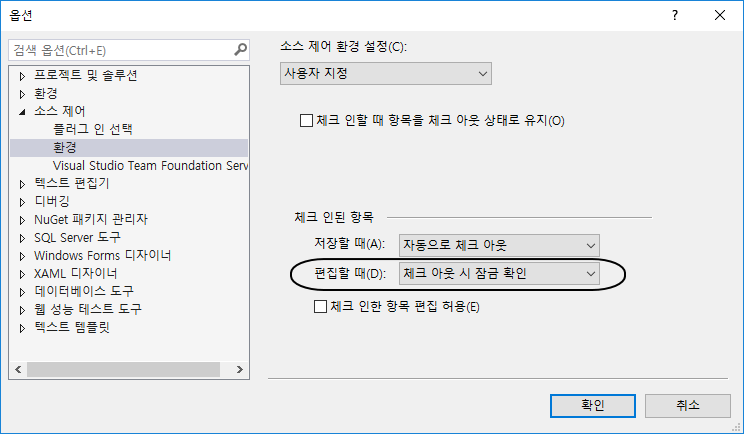 옵션
?
검색 옵션(Ctrl+E)
프로젝트 및 솔루션
환경
소스 제어
플러그 인 선택
환경
Visual Studio Team Foundation Serv
텍스트 편집기
디버깅
NuGet 패키지 관리자
SQL Server 도구
Windows Forms 디자이너
XAML 디자이너
데이터베이스 도구
웹 성능 테스트 도구
텍스트 템플릿
소스 제어 환경 설정(C):
사용자 지정
체크 인할 때 항목을 체크 아웃 상태로 유지(O)
체크 인된 항목
저장할 때(A): 자동으로 체크 아웃
편집할 때(D): 체크 아웃 시 잠금 확인
체크 인한 항목 편집 허용(E)
확인 취소